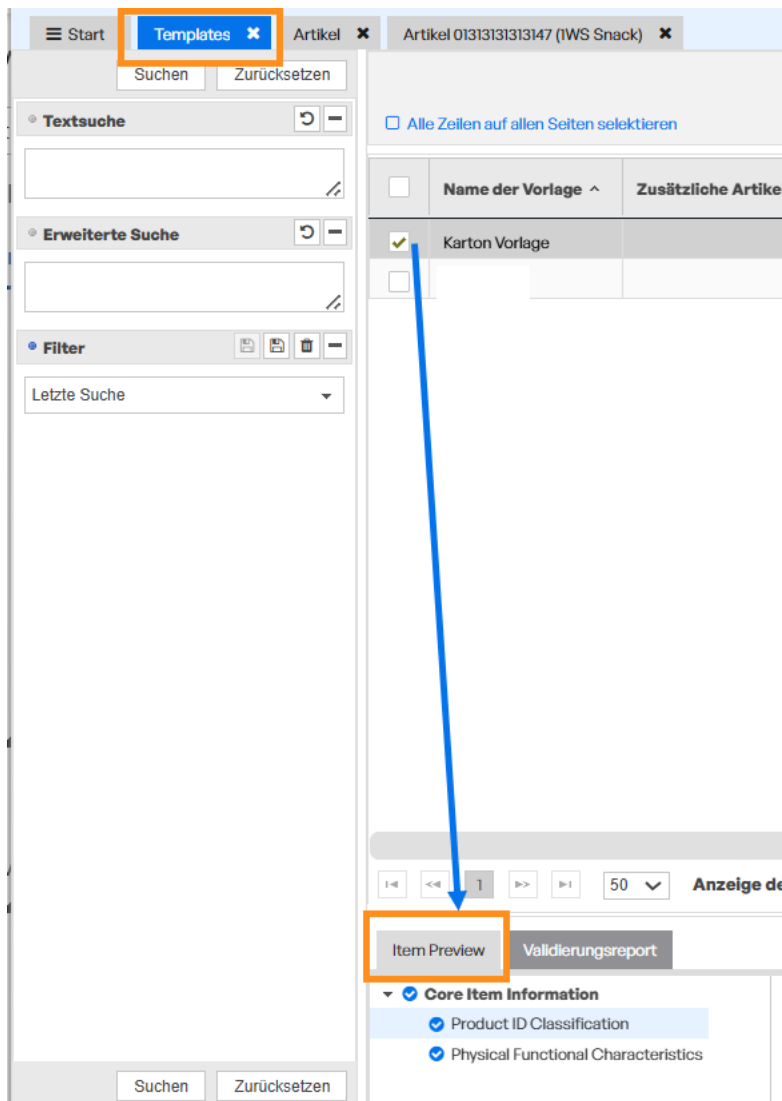 Start Templates Artikel Artikel 01313131313147 (1WS Snack)
Suchen Zurücksetzen
Textsuche
Alle Zeilen auf allen Seiten selektieren
Name der Vorlage Zusätzliche Artike
Erweiterte Suche
Karton Vorlage
Filter
Letzte Suche
1 50 Anzeige de
Item Preview Validierungsreport
Core Item Information
Product ID Classification
Physical Functional Characteristics
Suchen Zurücksetzen